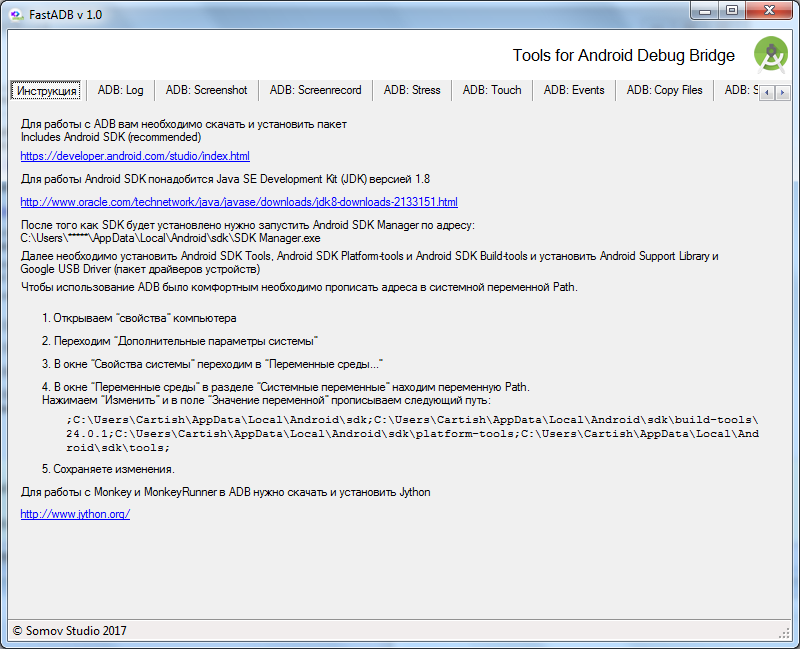 FastADB v 1.0
Tools for Android Debug Bridge
Инструкция ADB: Log ADB: Screenshot ADB: Screenrecord ADB: Stress ADB: Touch ADB: Events ADB: Copy Files ADB: S
Для работы с ADB вам необходимо скачать и установить пакет
Includes Android SDK (recommended)
https://developer.android.com/studio/index.html
Для работы Android SDK понадобится Java SE Development Kit (JDK) версией 1.8
http://www.oracle.com/technetwork/java/javase/downloads/jdk8-downloads-2133151.html
После того как SDK будет установлено нужно запустить Android SDK Manager по адресу:
C:\Users\*****\AppData\Local\Android\sdk\SDK Manager.exe
Далее необходимо установить Android SDK Tools, Android SDK Platform-tools и Android SDK Build-tools и установить Android Support Library и
Google USB Driver (пакет драйверов устройств)
Чтобы использование ADB было комфортным необходимо прописать адреса в системной переменной Path.
1. Открываем "свойства" компьютера
2. Переходим "Дополнительные параметры системы"
3. В окне "Свойства системы" переходим в "Переменные среды..."
4. В окне "Переменные среды" в разделе "Системные переменные" находим переменную Path.
Нажимаем "Изменить" и в поле "Значение переменной" прописываем следующий путь:
;C:\Users\Cartish\AppData\Local\Android\sdk;C:\Users\Cartish\AppData\Local\Android\sdk\build-tools\
24.0.1;C:\Users\Cartish\AppData\Local\Android\sdk\platform-tools;C:\Users\Cartish\AppData\Local\And
roid\sdk\tools;
5. Сохраняете изменения.
Для работы с Monkey и MonkeyRunner в ADB нужно скачать и установить Jython
http://www.jython.org/
© Somov Studio 2017